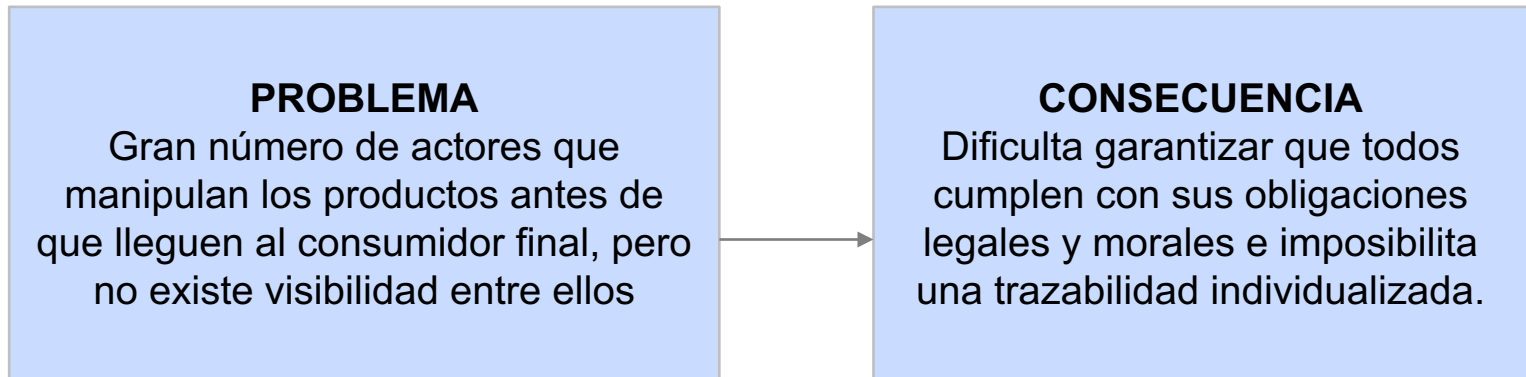 PROBLEMA
Gran número de actores que
manipulan los productos antes de
que lleguen al consumidor final, pero
no existe visibilidad entre ellos
CONSECUENCIA
Dificulta garantizar que todos
cumplen con sus obligaciones
legales y morales e imposibilita
una trazabilidad individualizada.